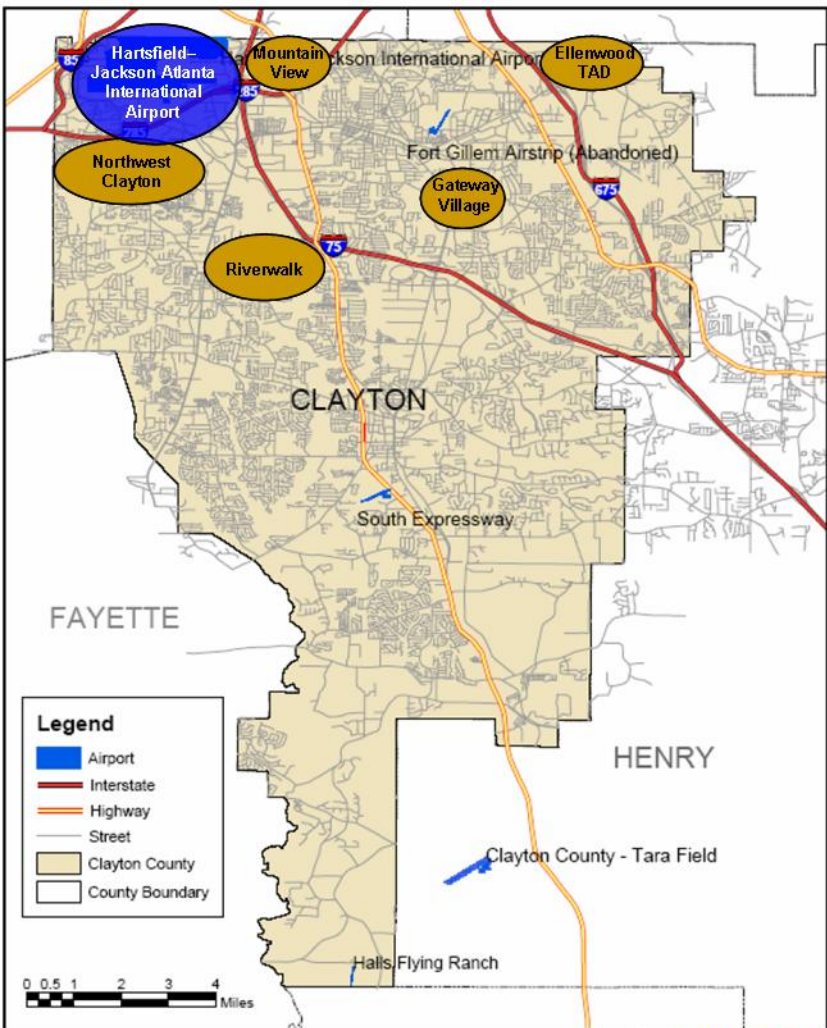 Hartsfield–
Jackson Atlanta
International
Airport
Mountain
View
Ellenwood
TAD
85
285
285
Jackson International Airport
Northwest
Clayton
Fort Gillem Airstrip (Abandoned)
Gateway
Village
675
75
Riverwalk
CLAYTON
South Expressway
FAYETTE
HENRY
Legend
Airport
Interstate
Highway
Street
Clayton County
County Boundary
Clayton County - Tara Field
Halls Flying Ranch
0 0.5 1 2 3 4
Miles